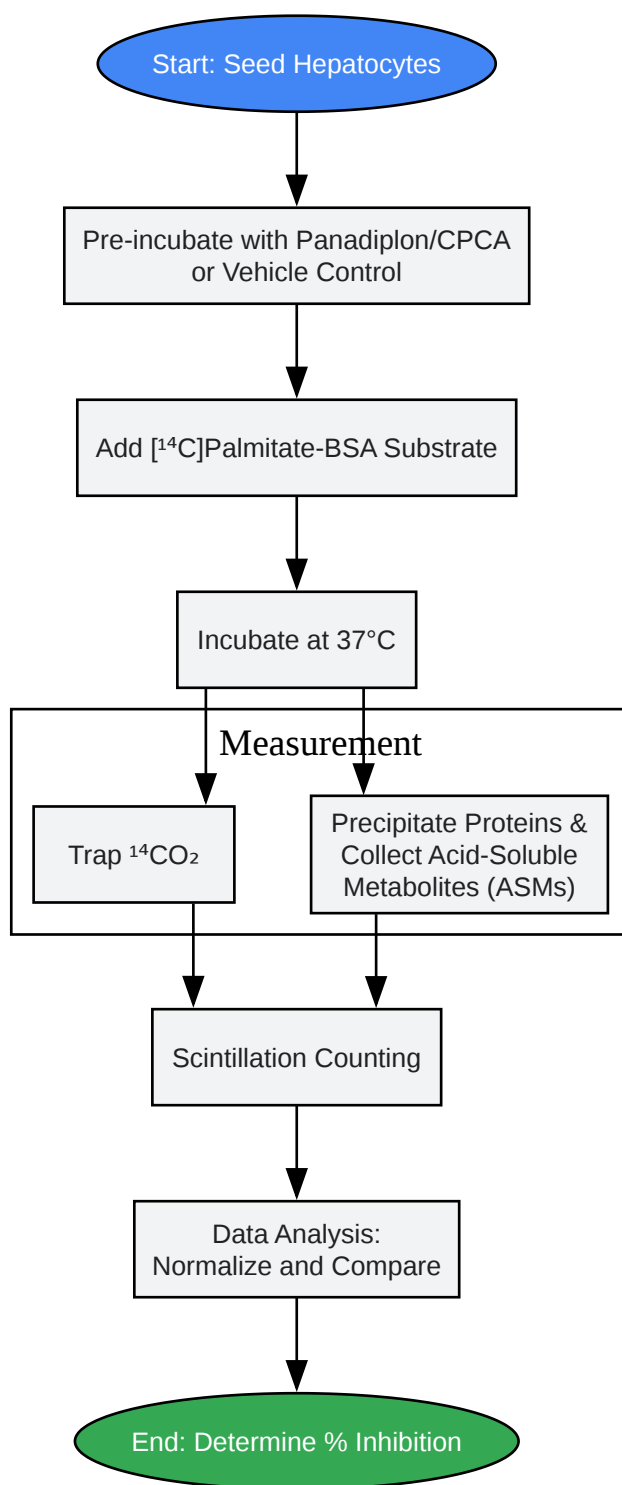 Start: Seed Hepatocytes
Pre-incubate with Panadiplon/CPCA
or Vehicle Control
Add [¹⁴C]Palmitate-BSA Substrate
Incubate at 37°C
Measurement
Trap ¹⁴CO₂
Precipitate Proteins &
Collect Acid-Soluble
Metabolites (ASMs)
Scintillation Counting
Data Analysis:
Normalize and Compare
End: Determine % Inhibition